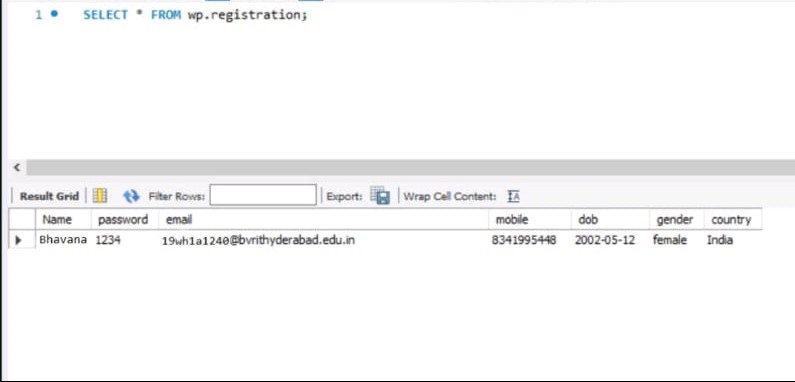 1 SELECT * FROM wp.registration;
Result Grid Filter Rows: Export: Wrap Cell Content:
Name password email mobile dob gender country
Bhavana 1234 19wh1a1240@bvrithyderabad.edu.in 8341995448 2002-05-12 female India